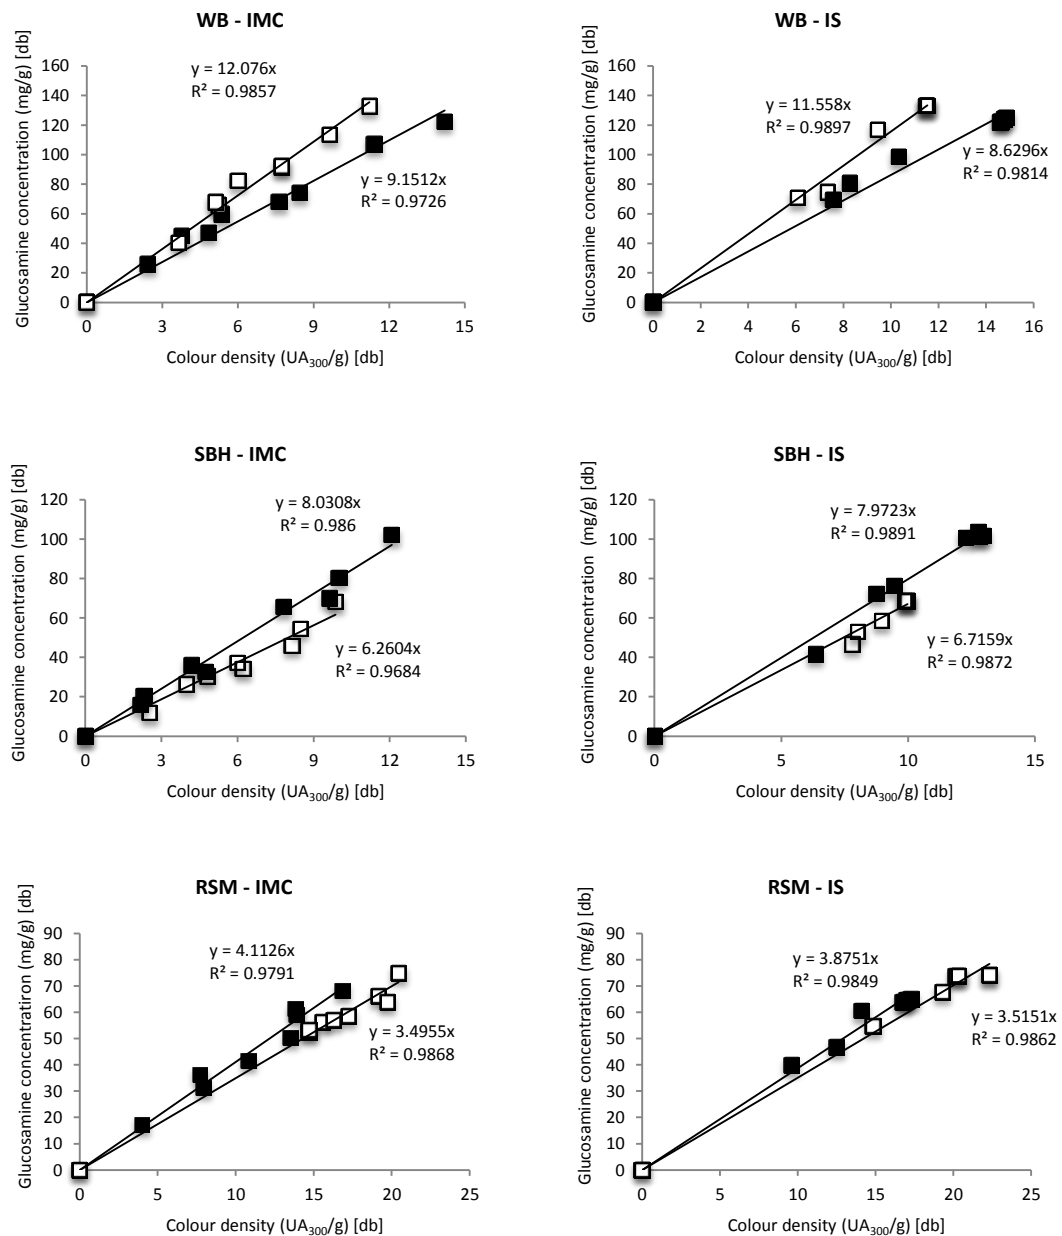 WB - IMC
Glucosamine concentration (mg/g) [db]
160
140
120
100
80
60
40
20
0
y = 12.076x
R² = 0.9857
y = 9.1512x
R² = 0.9726
0 3 6 9 12 15
Colour density (UA300/g) [db]
WB - IS
Glucosamine concentration (mg/g) [db]
160
140
120
100
80
60
40
20
0
y = 11.558x
R² = 0.9897
y = 8.6296x
R² = 0.9814
0 2 4 6 8 10 12 14 16
Colour density (UA300/g) [db]
SBH - IMC
Glucosamine concentration (mg/g) [db]
120
100
80
60
40
20
0
y = 8.0308x
R² = 0.986
y = 6.2604x
R² = 0.9684
0 3 6 9 12 15
Colour density (UA300/g) [db]
SBH - IS
Glucosamine concentration (mg/g) [db]
120
100
80
60
40
20
0
y = 7.9723x
R² = 0.9891
y = 6.7159x
R² = 0.9872
0 5 10 15
Colour density (UA300/g) [db]
RSM - IMC
Glucosamine concentratiron (mg/g) [db]
90
80
70
60
50
40
30
20
10
0
y = 4.1126x
R² = 0.9791
y = 3.4955x
R² = 0.9868
0 5 10 15 20 25
Colour density (UA300/g) [db]
RSM - IS
Glucosamine concentration (mg/g) [db]
90
80
70
60
50
40
30
20
10
0
y = 3.8751x
R² = 0.9849
y = 3.5151x
R² = 0.9862
0 5 10 15 20 25
Colour density (UA300/g) [db]